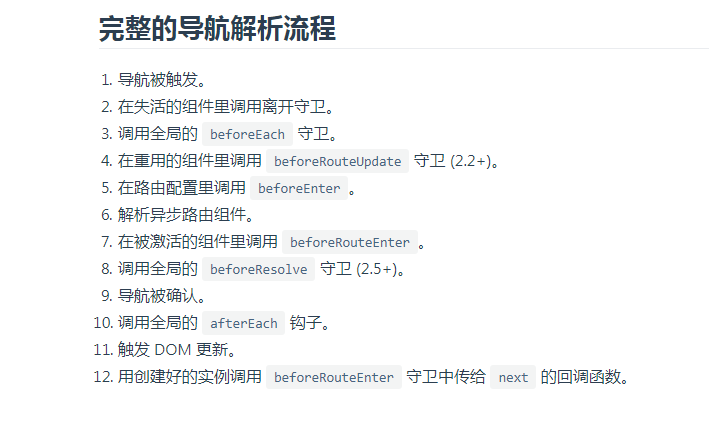 完整的导航解析流程
1. 导航被触发。
2. 在失活的组件里调用离开守卫。
3. 调用全局的 beforeEach 守卫。
4. 在重用的组件里调用 beforeRouteUpdate 守卫 (2.2+)。
5. 在路由配置里调用 beforeEnter。
6. 解析异步路由组件。
7. 在被激活的组件里调用 beforeRouteEnter。
8. 调用全局的 beforeResolve 守卫 (2.5+)。
9. 导航被确认。
10. 调用全局的 afterEach 钩子。
11. 触发 DOM 更新。
12. 用创建好的实例调用 beforeRouteEnter 守卫中传给 next 的回调函数。